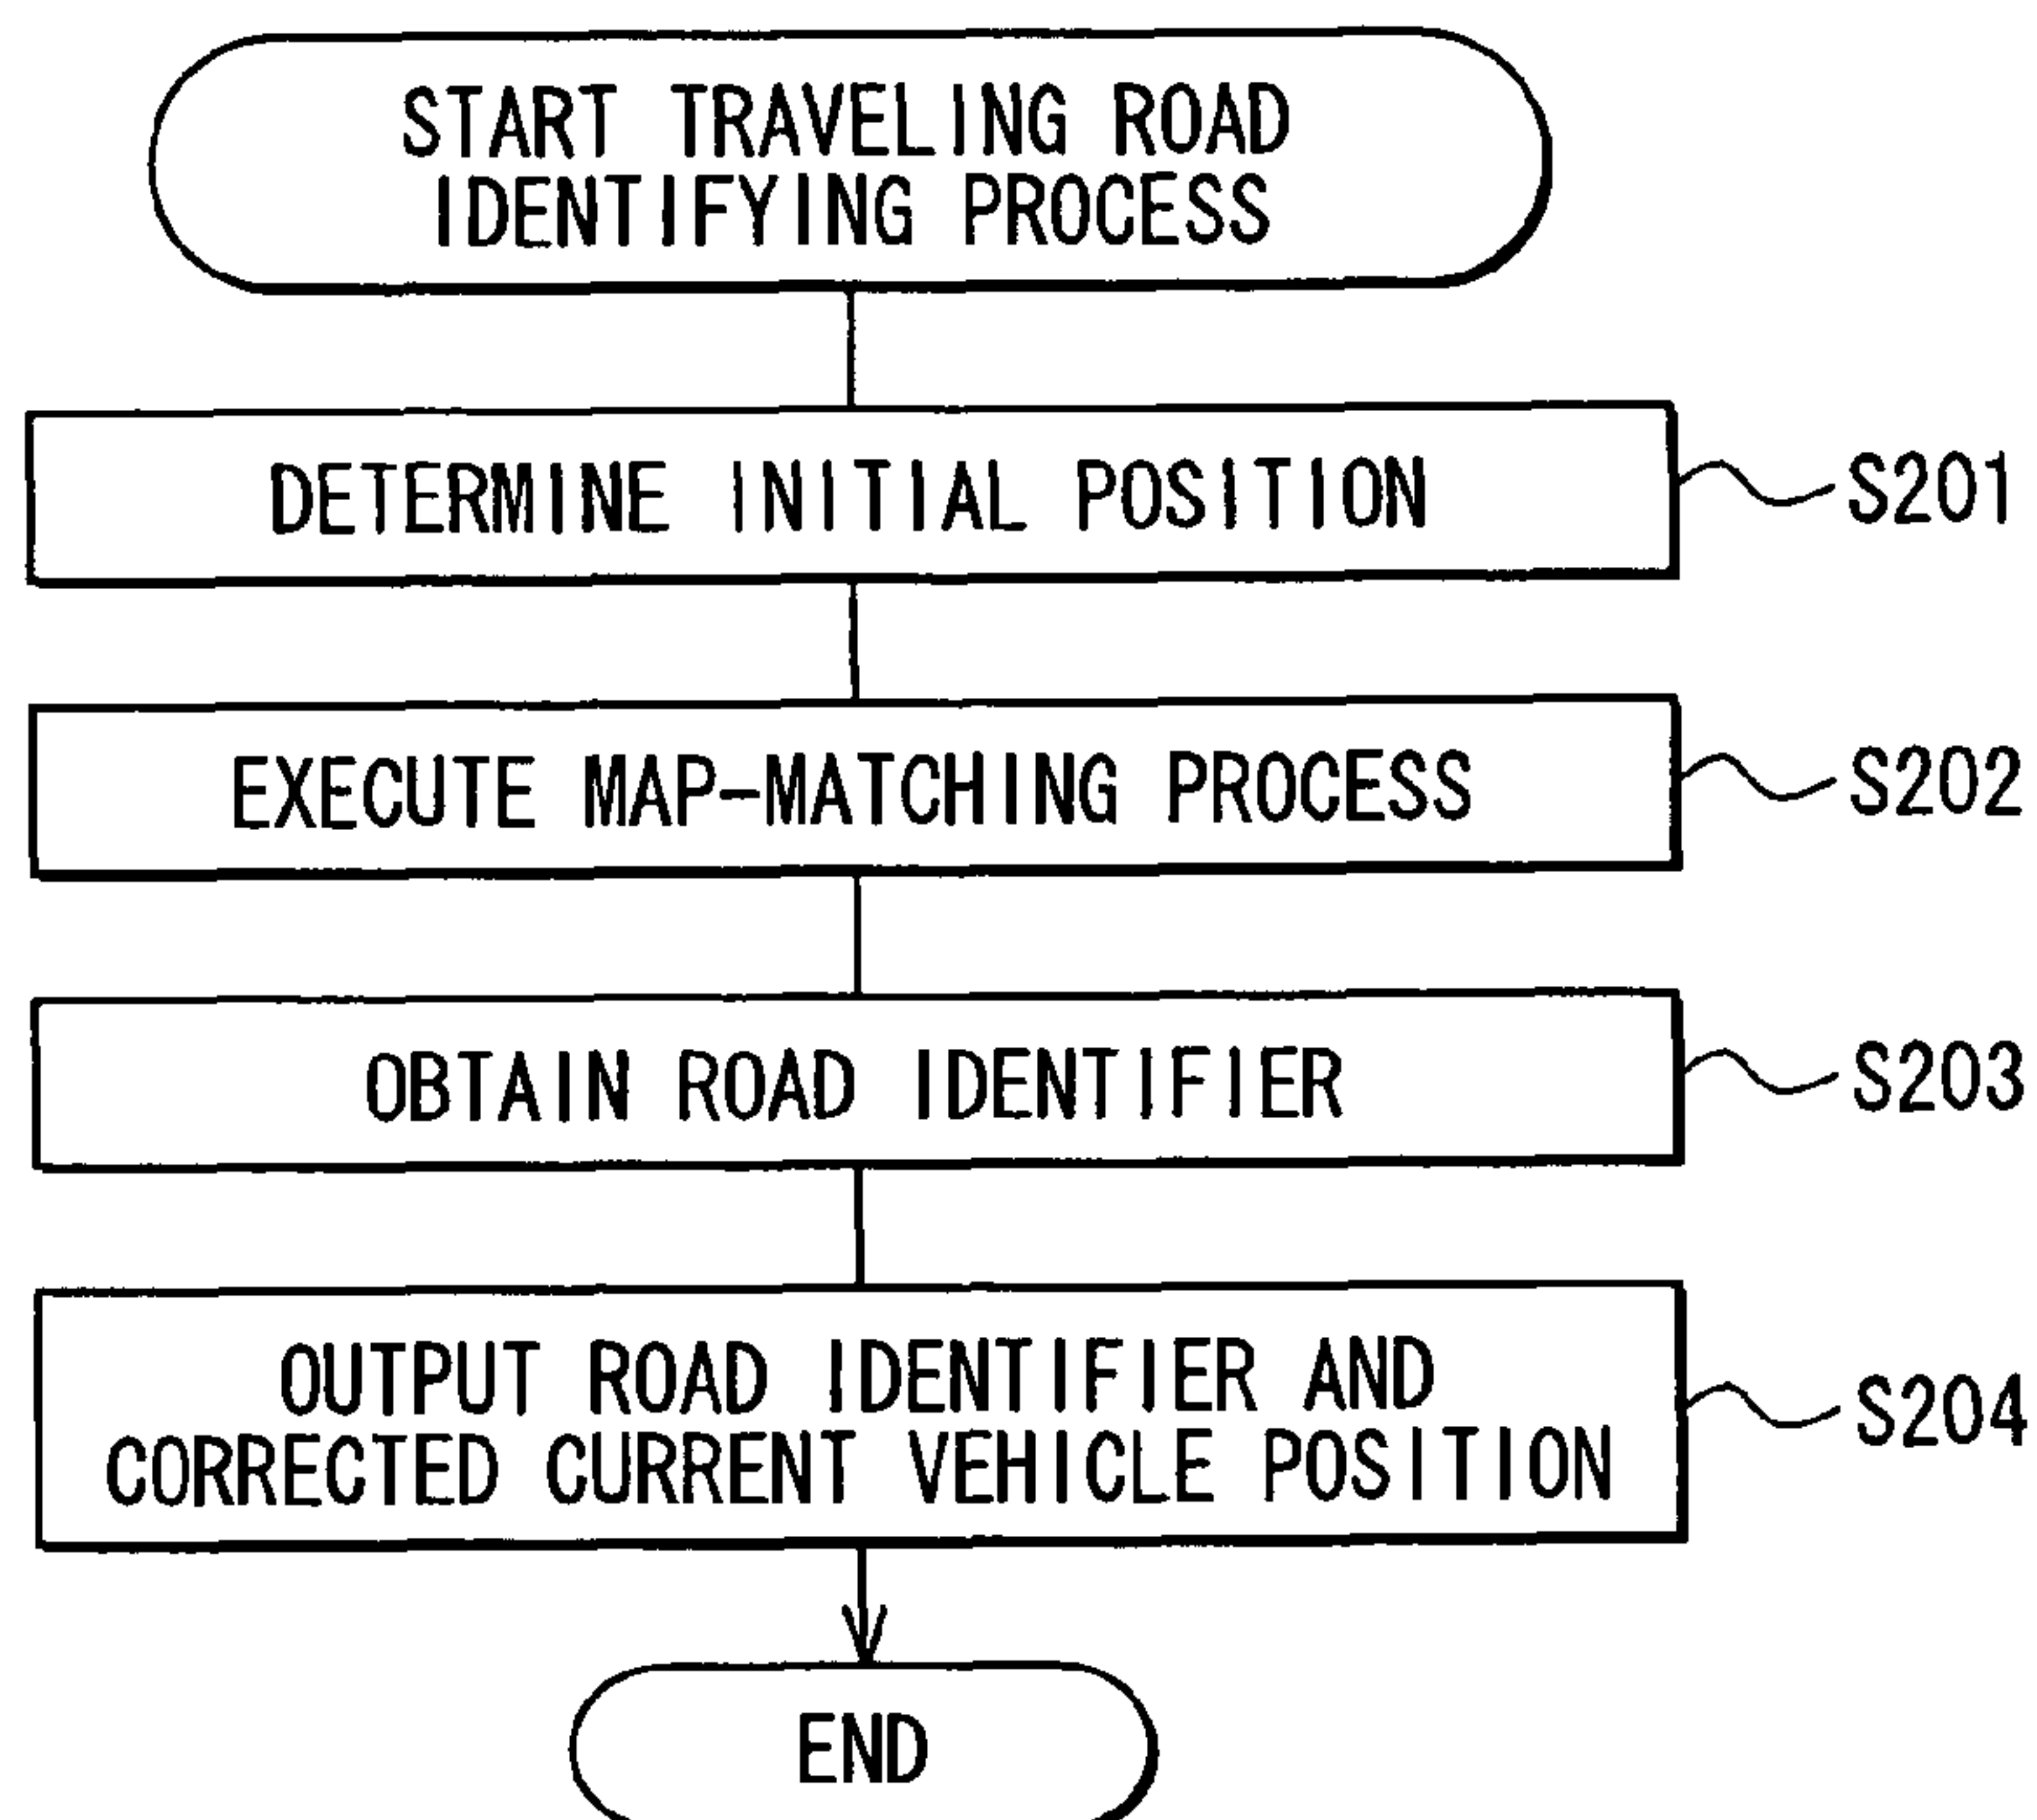 START TRAVELING ROAD
IDENTIFYING PROCESS
DETERMINE INITIAL POSITION
S201
EXECUTE MAP-MATCHING PROCESS
S202
OBTAIN ROAD IDENTIFIER
S203
OUTPUT ROAD IDENTIFIER AND
CORRECTED CURRENT VEHICLE POSITION
S204
END